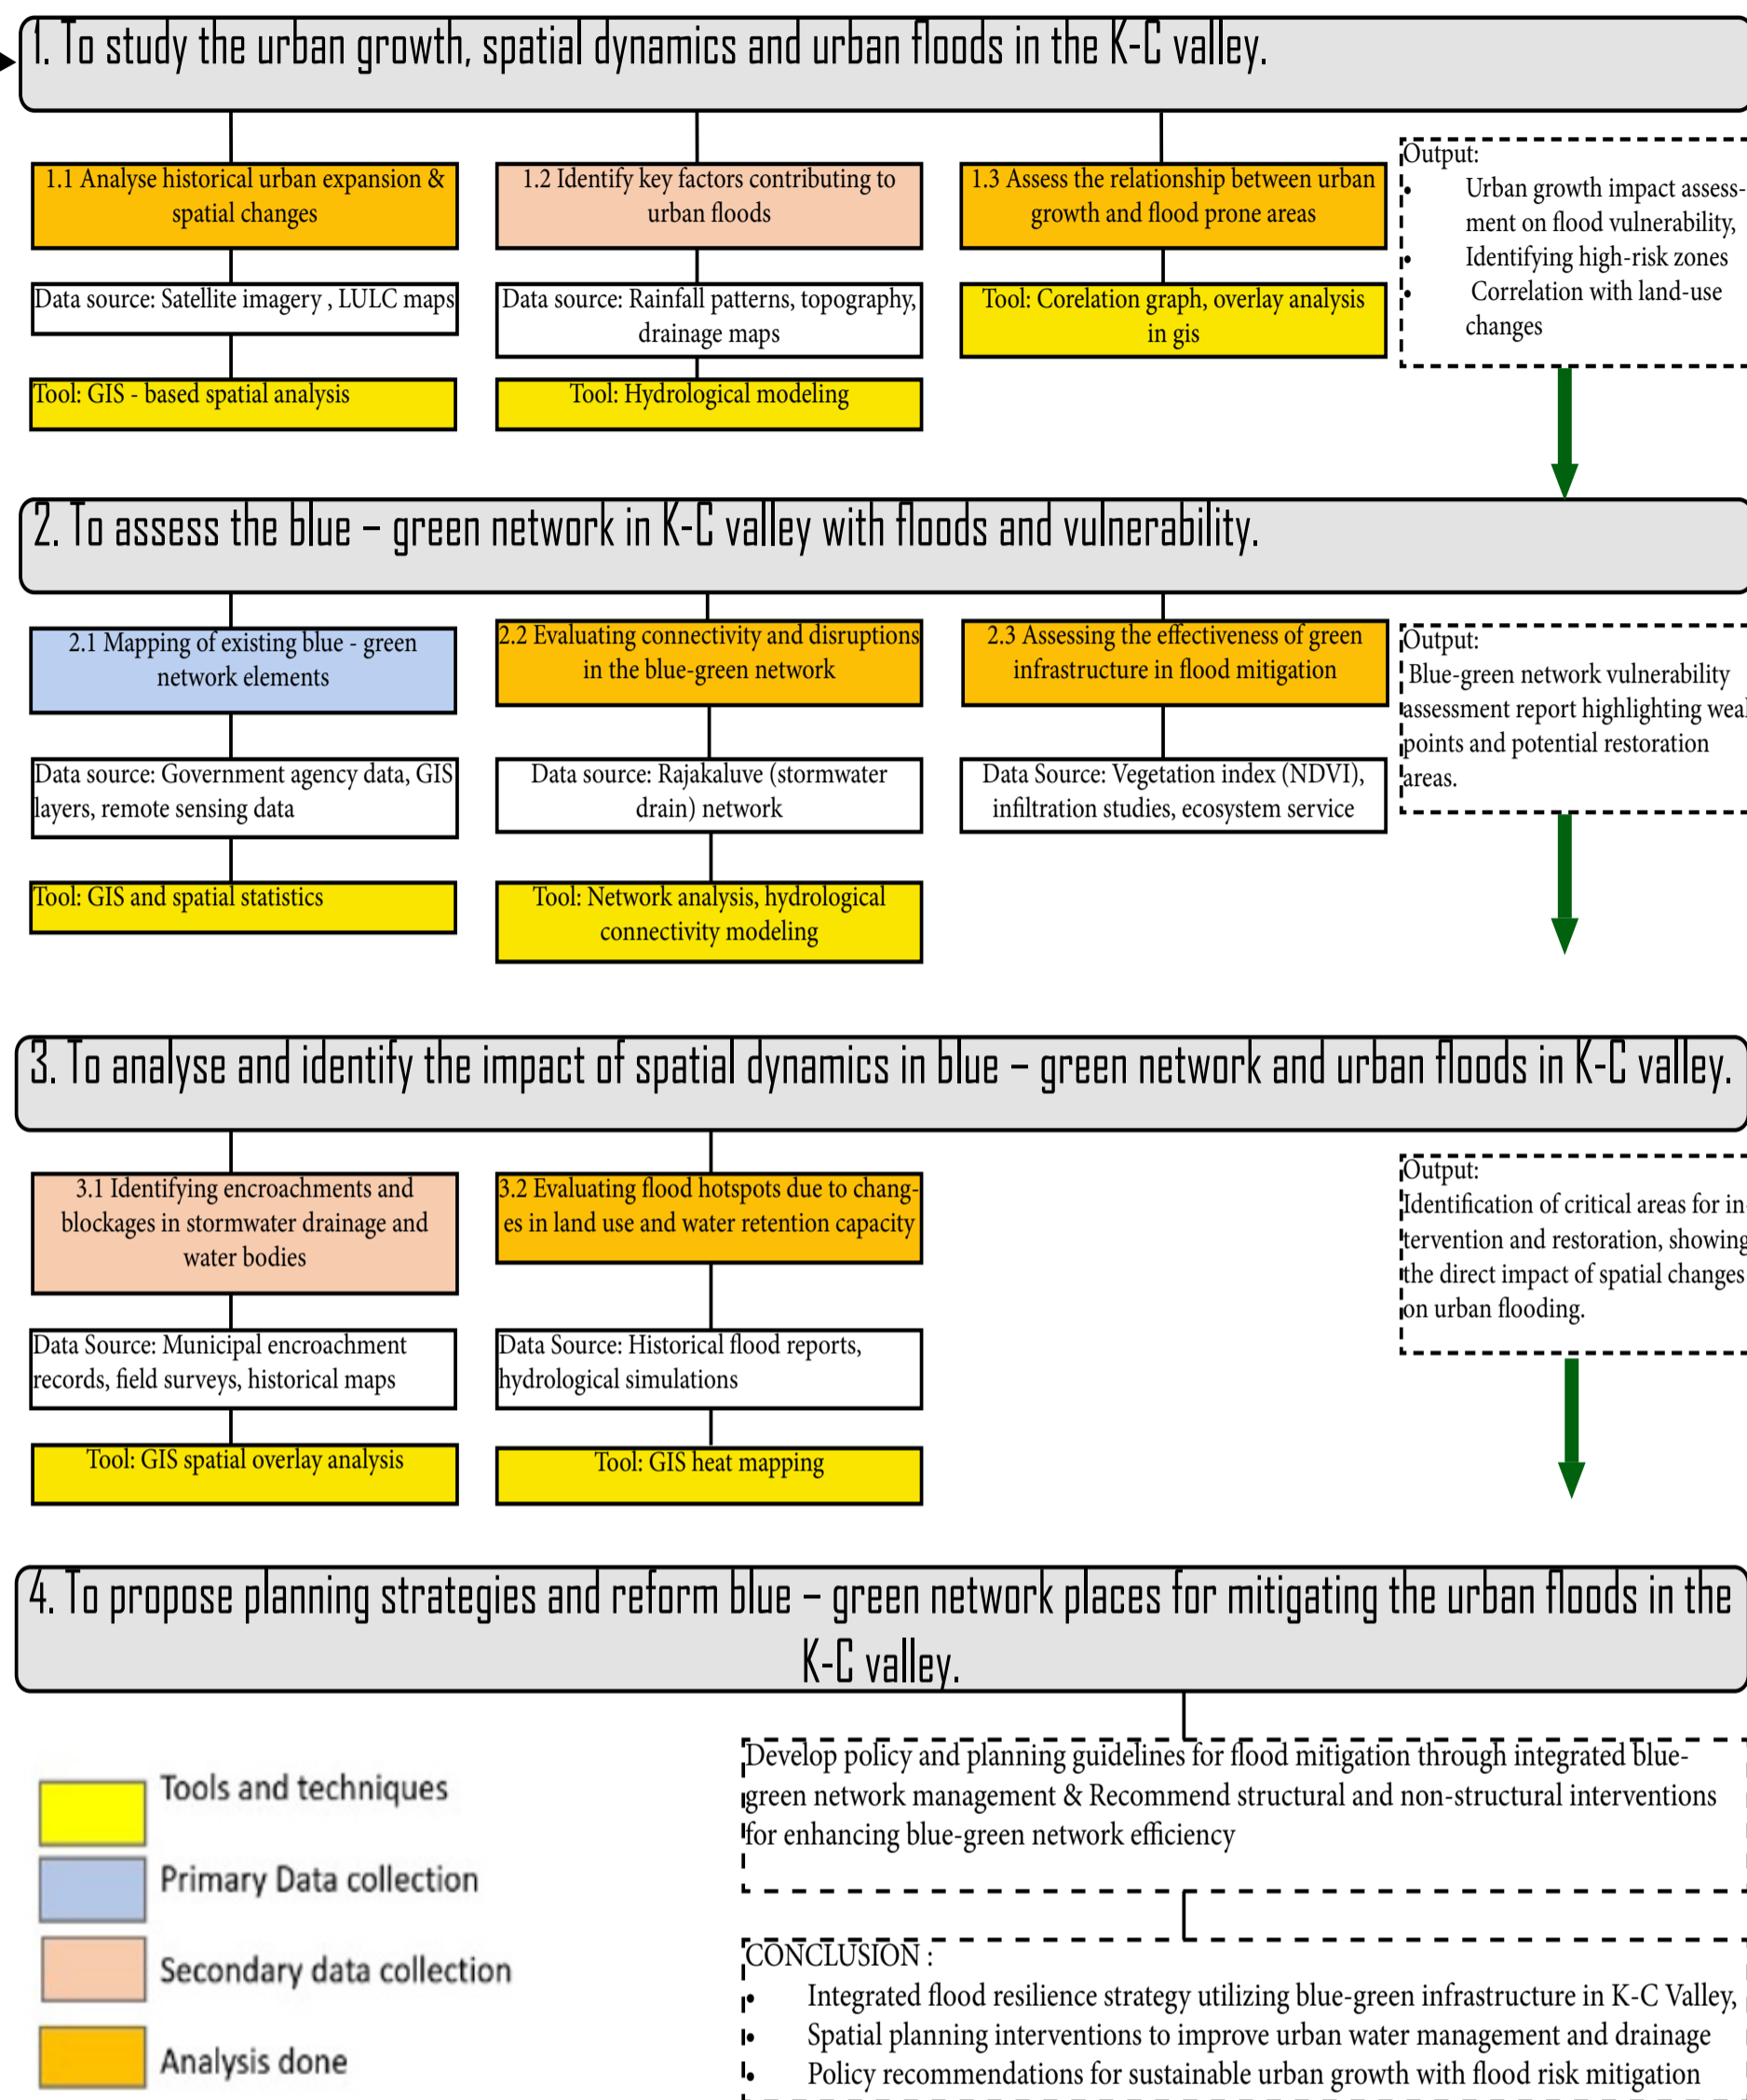 1. To study the urban growth, spatial dynamics and urban floods in the K-C valley.
1.1 Analyse historical urban expansion &
spatial changes
Data source: Satellite imagery , LULC maps
Tool: GIS - based spatial analysis
1.2 Identify key factors contributing to
urban floods
Data source: Rainfall patterns, topography,
drainage maps
Tool: Hydrological modeling
1.3 Assess the relationship between urban
growth and flood prone areas
Tool: Corelation graph, overlay analysis
in gis
Output:
• Urban growth impact assess-
ment on flood vulnerability,
• Identifying high-risk zones
• Correlation with land-use
changes
2. To assess the blue – green network in K-C valley with floods and vulnerability.
2.1 Mapping of existing blue - green
network elements
Data source: Government agency data, GIS
layers, remote sensing data
Tool: GIS and spatial statistics
2.2 Evaluating connectivity and disruptions
in the blue-green network
Data source: Rajakaluve (stormwater
drain) network
Tool: Network analysis, hydrological
connectivity modeling
2.3 Assessing the effectiveness of green
infrastructure in flood mitigation
Data Source: Vegetation index (NDVI),
infiltration studies, ecosystem service
Output:
Blue-green network vulnerability
assessment report highlighting
points and potential restoration
areas.
3. To analyse and identify the impact of spatial dynamics in blue – green network and urban floods in K-C valley.
3.1 Identifying encroachments and
blockages in stormwater drainage and
water bodies
Data Source: Municipal encroachment
records, field surveys, historical maps
Tool: GIS spatial overlay analysis
3.2 Evaluating flood hotspots due to chang-
es in land use and water retention capacity
Data Source: Historical flood reports,
hydrological simulations
Tool: GIS heat mapping
Output:
Identification of critical areas for in-
tervention and restoration, showing
the direct impact of spatial changes
on urban flooding.
4. To propose planning strategies and reform blue – green network places for mitigating the urban floods in the
K-C valley.
Develop policy and planning guidelines for flood mitigation through integrated blue-
green network management & Recommend structural and non-structural interventions
for enhancing blue-green network efficiency
CONCLUSION :
• Integrated flood resilience strategy utilizing blue-green infrastructure in K-C Valley,
• Spatial planning interventions to improve urban water management and drainage
• Policy recommendations for sustainable urban growth with flood risk mitigation
Tools and techniques
Primary Data collection
Secondary data collection
Analysis done